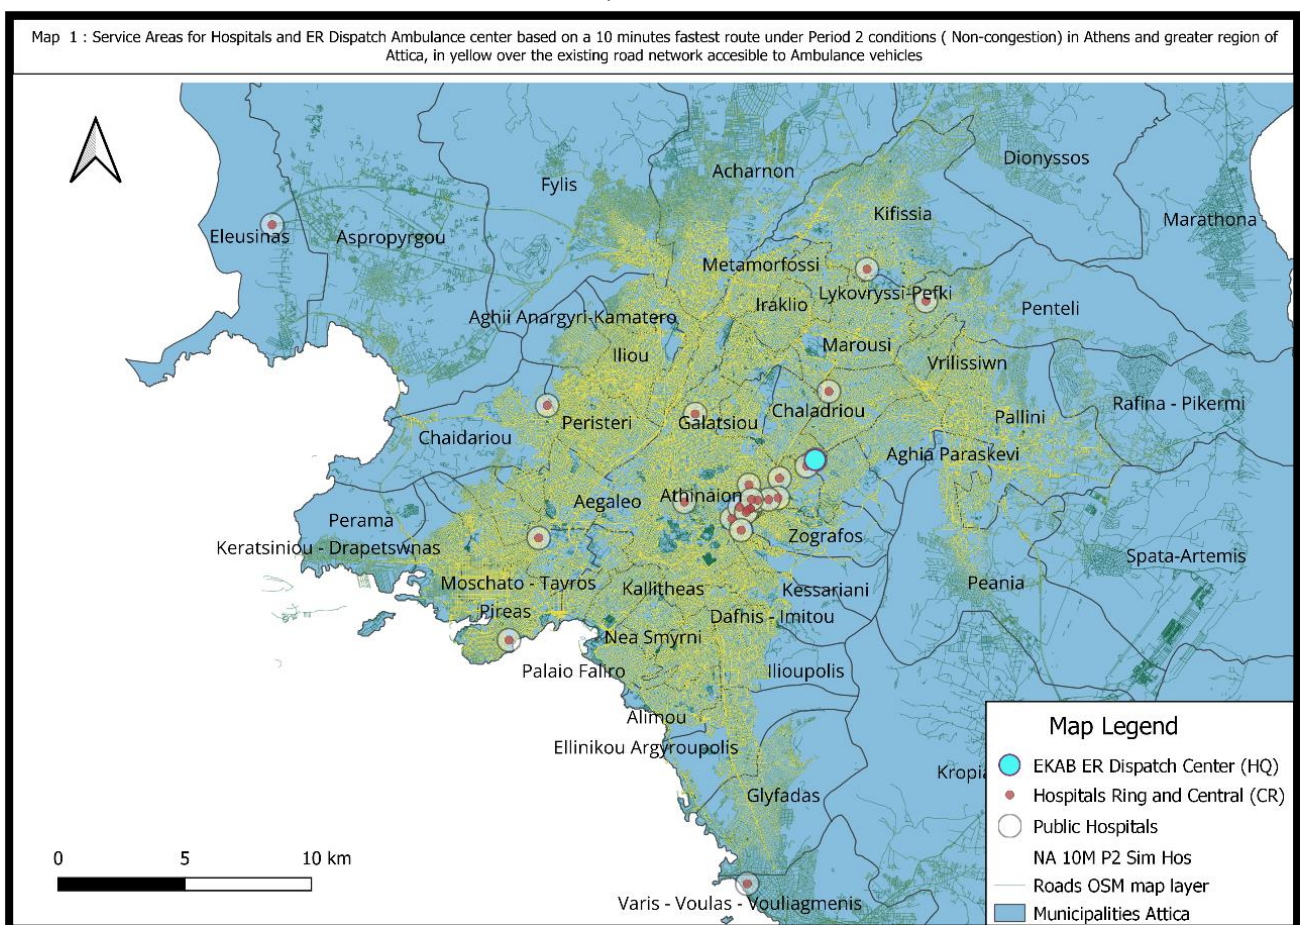 Map 1 : Service Areas for Hospitals and ER Dispatch Ambulance center based on a 10 minutes fastest route under Period 2 conditions ( Non-congestion) in Athens and greater region of
Attica, in yellow over the existing road network accesible to Ambulance vehicles
Dionyssos
Acharnon
Fylis
Kifissia
Marathona
Eleusinas
Aspropyrgou
Metamorfossi
Lykovryssi-Pefki
Iraklio
Penteli
Aghii Anargyri-Kamatero
Marousi
Iliou
Vrilissiwn
Rafina - Pikermi
Chaladriou
Pallini
Peristeri
Galatsiou
Chaidariou
Aghia Paraskevi
Athinaion
Aegaleo
Perama
Zografos
Keratsiniou - Drapetswnas
Spata-Artemis
Moschato - Tavros
Kallitheas
Kessariani
Peania
Pireas
Dafnis - Imitou
Nea Smyrni
Palaio Faliro
Ilioupolis
Alimou
Ellinikou Argyroupolis
Kropia
Glyfadas
Varis - Voulas - Vouliagmenis
0 5 10 km
Map Legend
EKAB ER Dispatch Center (HQ)
Hospitals Ring and Central (CR)
Public Hospitals
NA 10M P2 Sim Hos
Roads OSM map layer
Municipalities Attica